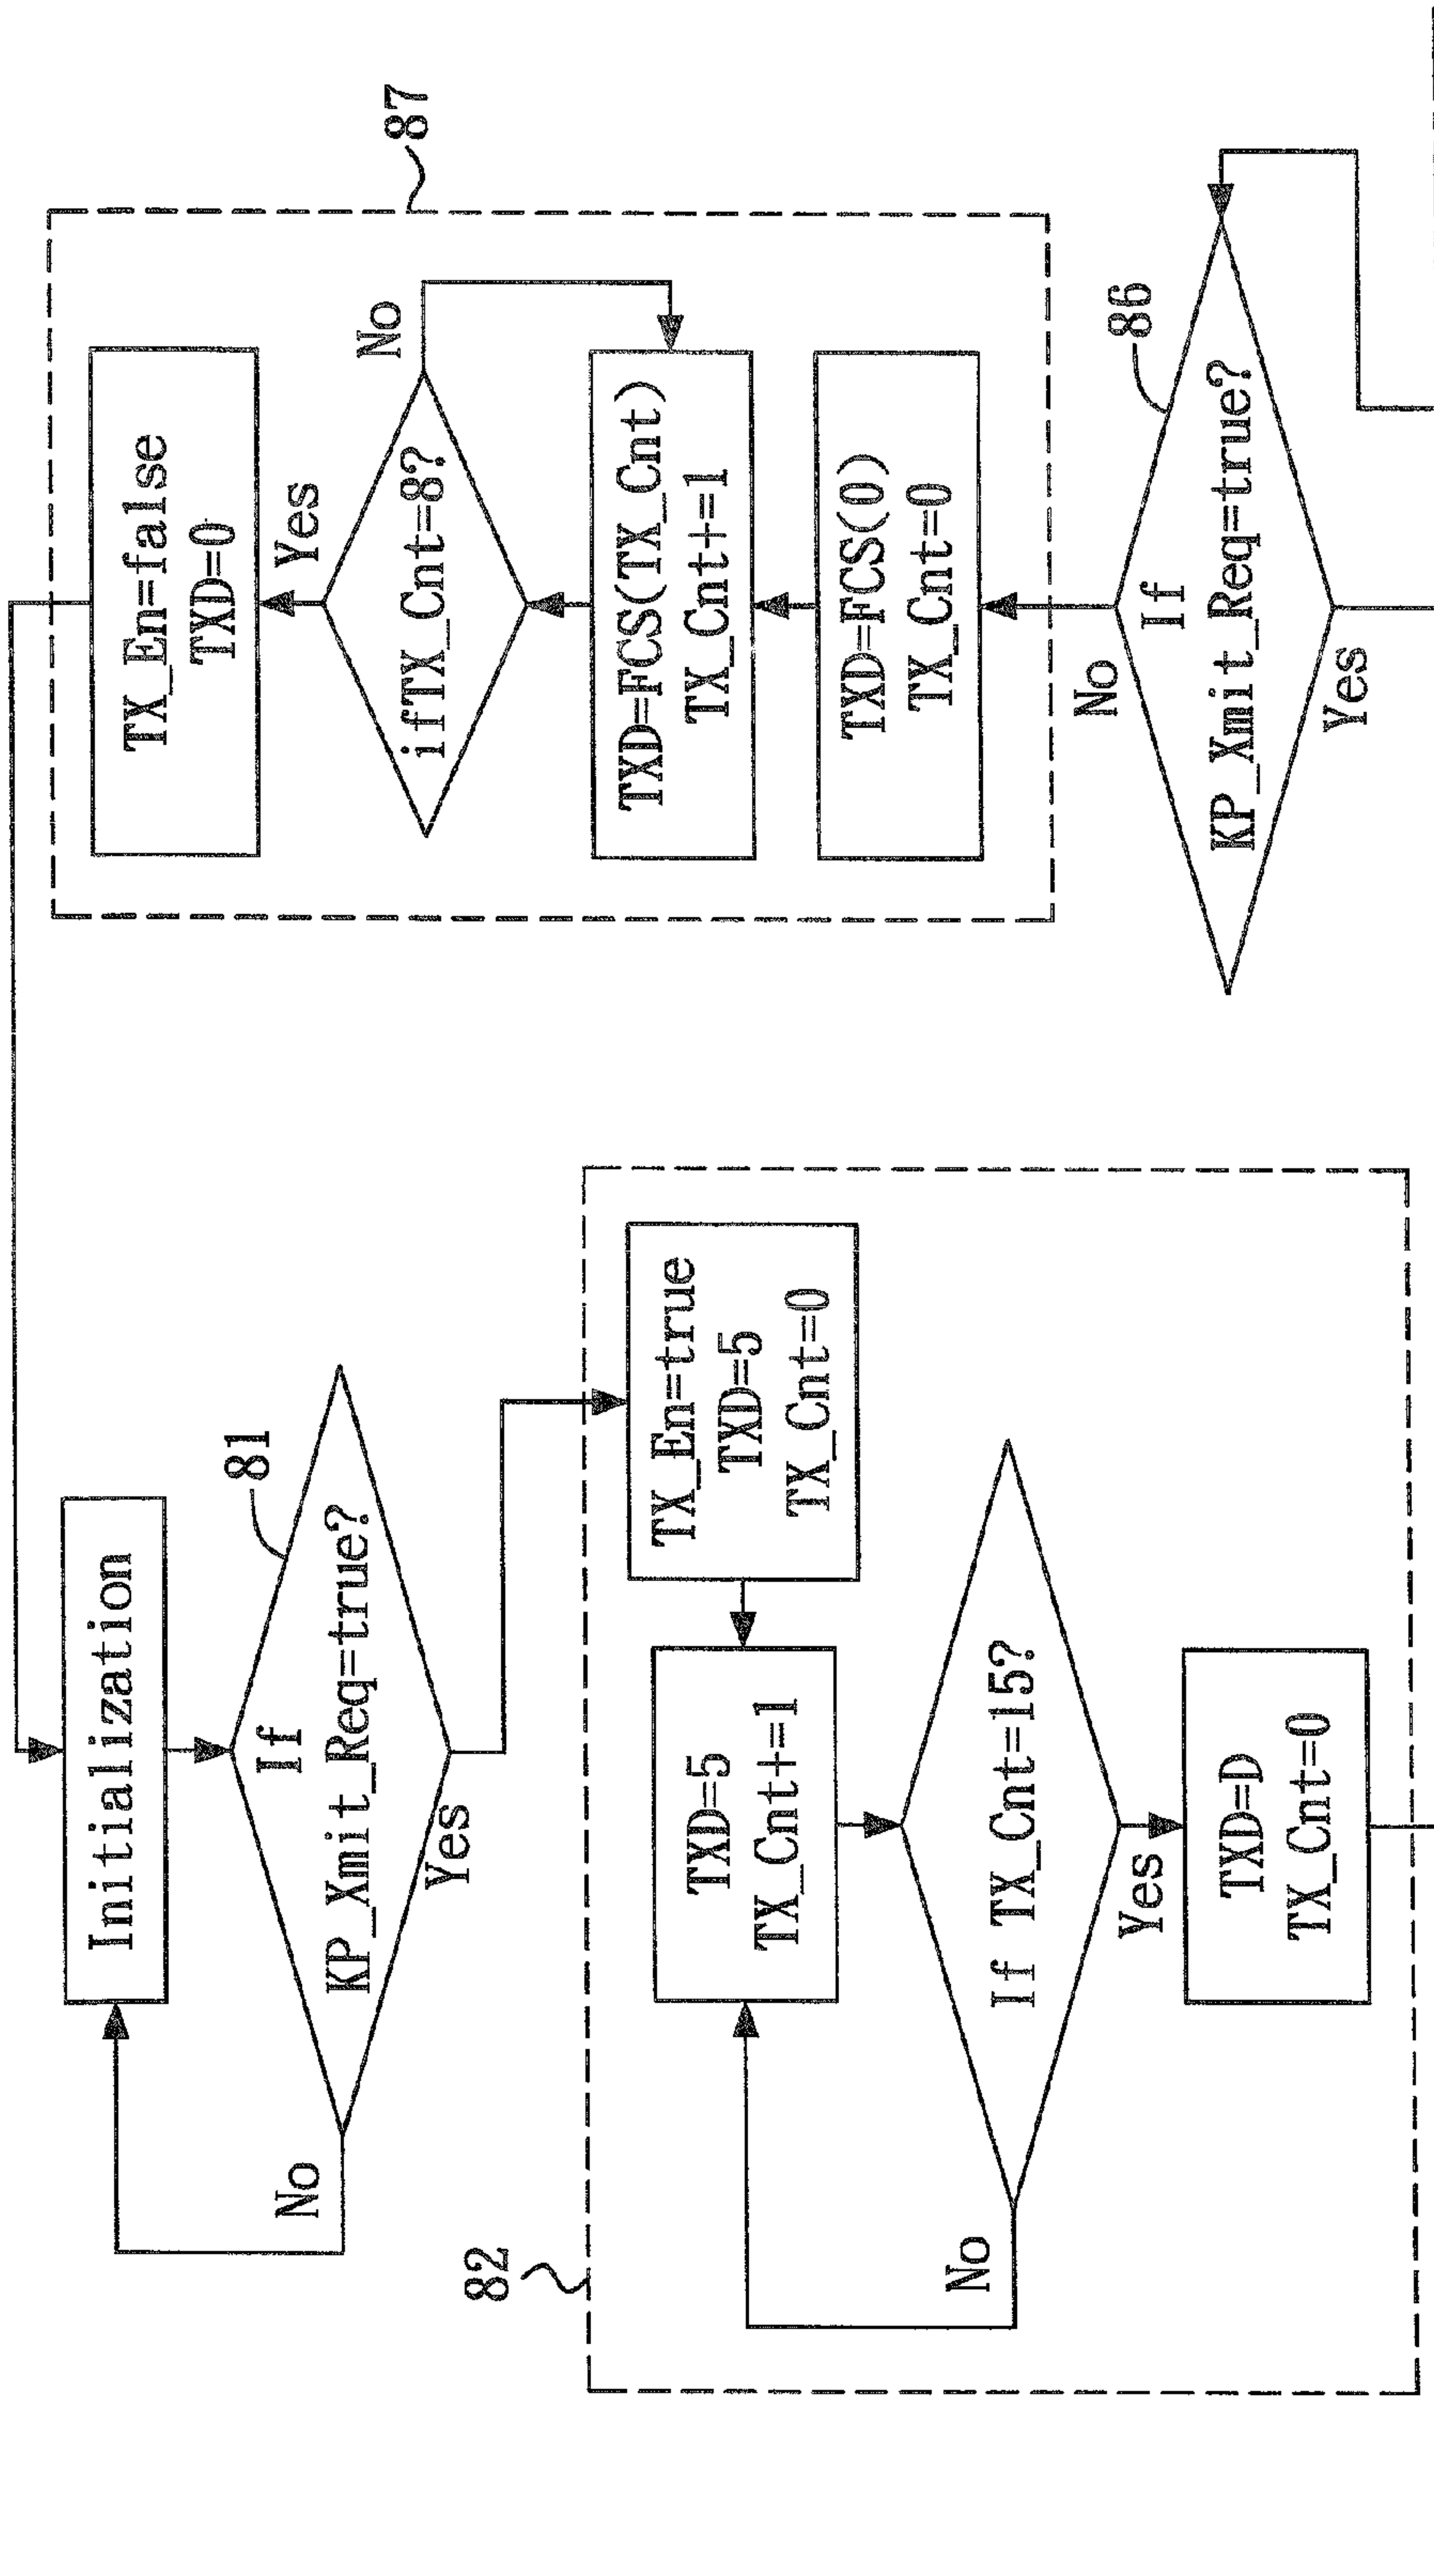 Initialization
81
If
KP_Xmit_Req=true?
No
Yes
82
TX_En=true
TXD=5
TX_Cnt=0
TXD=5
TX_Cnt+=1
If TX_Cnt=15?
No
Yes
TXD=D
TX_Cnt=0
87
TX_En=false
TXD=0
Yes
No
ifTX_Cnt=8?
TXD=FCS(TX_Cnt)
TX_Cnt+=1
TXD=FCS(0)
TX_Cnt=0
No
86
If
KP_Xmit_Req=true?
Yes